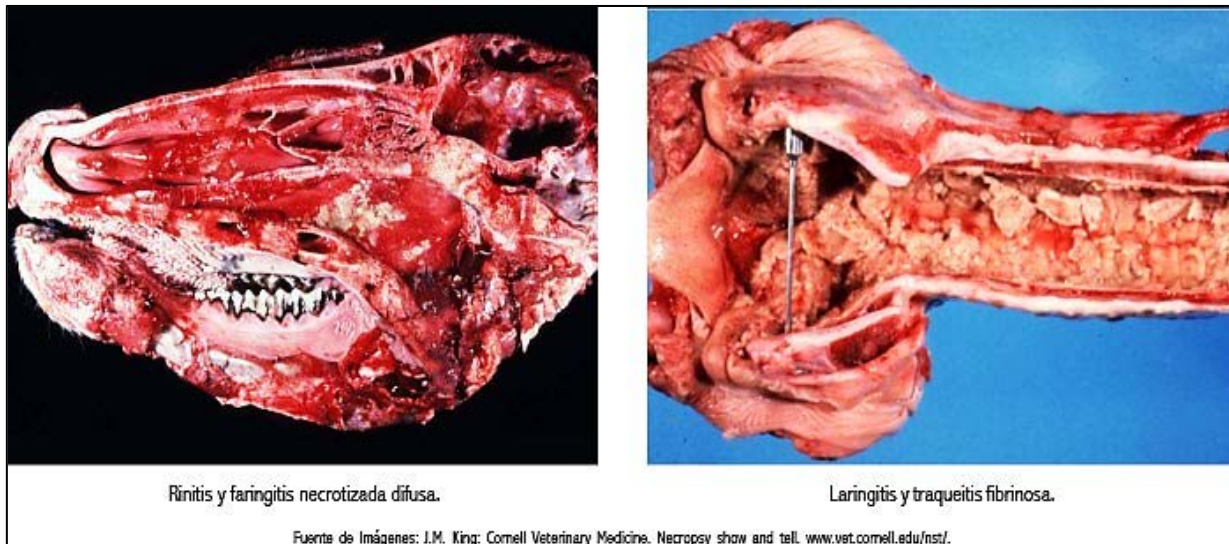 Rinitis y faringitis necrotizada difusa.
Laringitis y traqueitis fibrinosa.
Fuente de Imágenes: J.M. King: Cornell Veterinary Medicine. Necropsy show and tell. www.vet.cornell.edu/nst/.